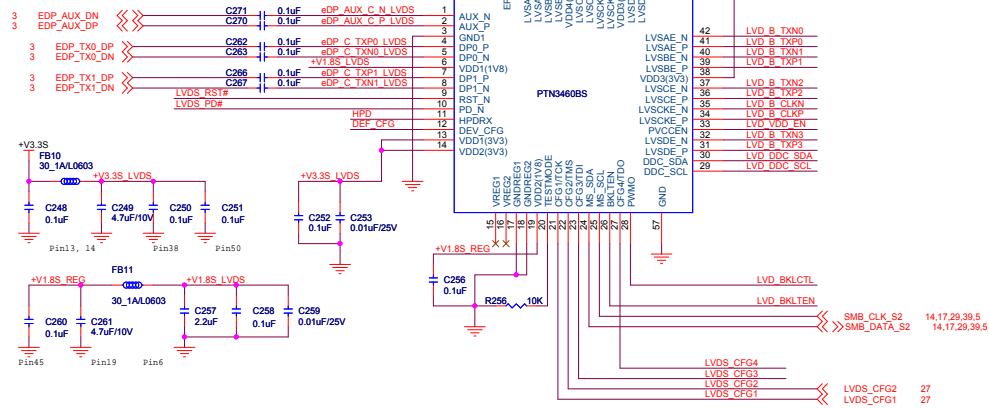 3 EDP_AUX_DN C271 0.1uF eDP_AUX_C_N_LVDS 1 AUX_N
3 EDP_AUX_DP C270 0.1uF eDP_AUX_C_P_LVDS 2 AUX_P
3 GND1
3 EDP_TX0_DP C262 0.1uF eDP_C_TXP0_LVDS 4 DP0_P
3 EDP_TX0_DN C263 0.1uF eDP_C_TXN0_LVDS 5 DP0_N
+V1.8S_LVDS 6 VDD1(1V8)
3 EDP_TX1_DP C266 0.1uF eDP_C_TXP1_LVDS 7 DP1_P
3 EDP_TX1_DN C267 0.1uF eDP_C_TXN1_LVDS 8 DP1_N
LVDS_RST# 9 RST_N
LVDS_PD# 10 PD_N
HPD 11 HPDRX
DEF_CFG 12 DEV_CFG
13 VDD1(3V3)
14 VDD2(3V3)
PTN3460BS
LVSAE_N 42 LVD_B_TXN0
LVSAE_P 41 LVD_B_TXP0
LVSBE_N 40 LVD_B_TXN1
LVSBE_P 39 LVD_B_TXP1
VDD3(3V3) 38
LVSCE_N 37 LVD_B_TXN2
LVSCE_P 36 LVD_B_TXP2
LVSCKE_N 35 LVD_B_CLKN
LVSCKE_P 34 LVD_B_CLKP
PVCCEN 33 LVD_VDD_EN
LVSDE_N 32 LVD_B_TXN3
LVSDE_P 31 LVD_B_TXP3
DDC_SDA 30 LVD_DDC_SDA
DDC_SCL 29 LVD_DDC_SCL
VREG1 15
VREG2 16
GNDREG1 17
GNDREG2 18
VDD2(1V8) 19
TESTMODE 20
CFG1/TCK 21
CFG2/TMS 22
CFG3/TDI 23
MS_SDA 24
MS_SCL 25
BKLTEN 26
CFG4/TDO 27
PWMO 28
GND 57
+V3.3S
FB10
30_1A/L0603
+V3.3S_LVDS
C248
0.1uF
C249
4.7uF/10V
C250
0.1uF
C251
0.1uF
Pin13, 14
Pin38
Pin50
+V3.3S_LVDS
C252
0.1uF
C253
0.01uF/25V
+V1.8S_REG
C256
0.1uF
R256 10K
+V1.8S_REG
FB11
30_1A/L0603
+V1.8S_LVDS
C260
0.1uF
C261
4.7uF/10V
C257
2.2uF
C258
0.1uF
C259
0.01uF/25V
Pin45
Pin19
Pin6
LVD_BKLCTL
LVD_BKLTEN
SMB_CLK_S2 14,17,29,39,5
SMB_DATA_S2 14,17,29,39,5
LVDS_CFG4
LVDS_CFG3
LVDS_CFG2 LVDS_CFG2 27
LVDS_CFG1 LVDS_CFG1 27